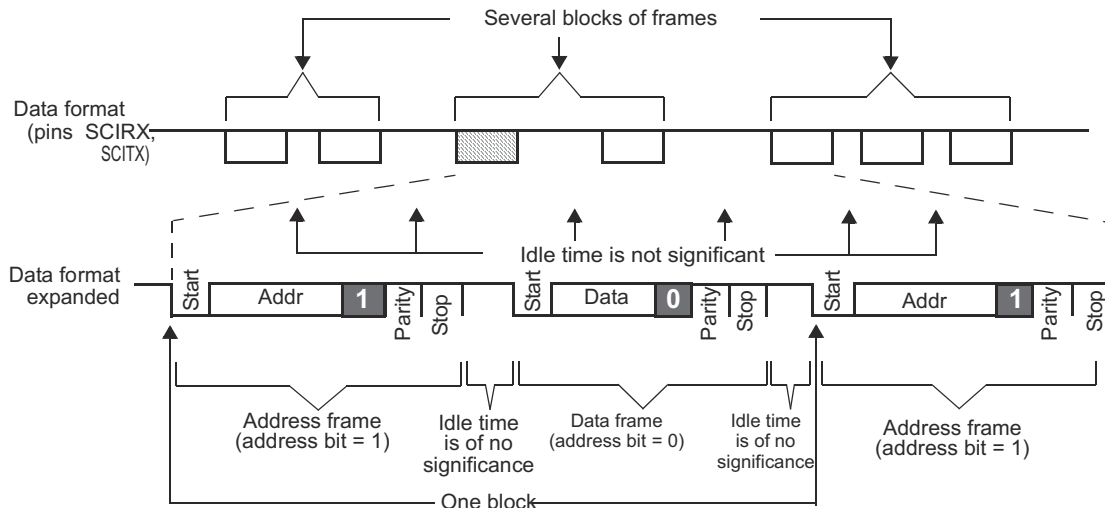 Several blocks of frames
Data format
(pins SCIRX,
SCITX)
Idle time is not significant
Data format
expanded
Start
Addr
1
Parity
Stop
Start
Data
0
Parity
Stop
Start
Addr
1
Parity
Stop
Address frame
(address bit = 1)
Idle time
is of no
significance
Data frame
(address bit = 0)
Idle time
is of no
significance
Address frame
(address bit = 1)
One block